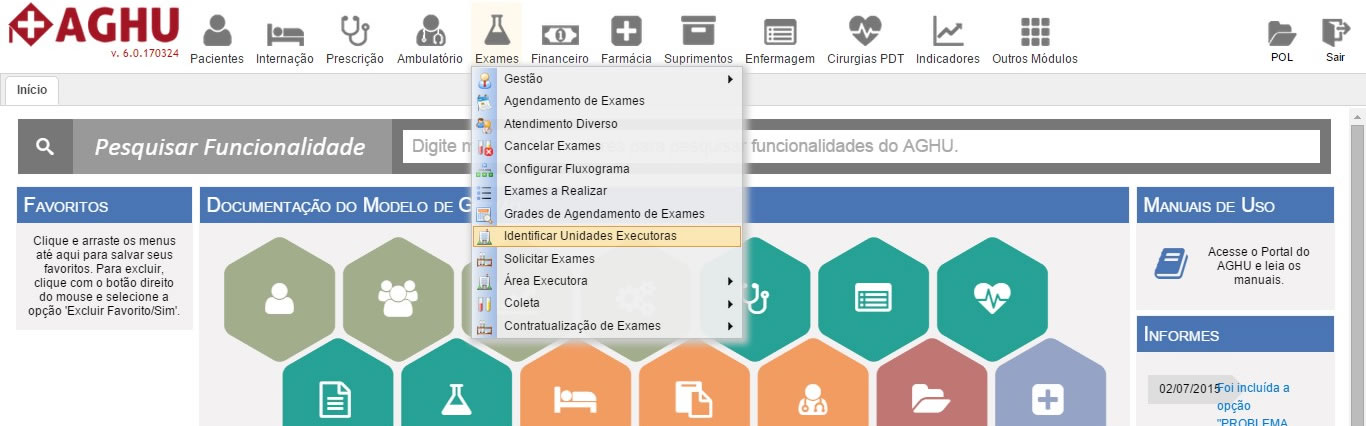 AGHU
v. 6.0.170324
Pacientes
Internação
Prescrição
Ambulatório
Exames
Financeiro
Farmácia
Suprimentos
Enfermagem
Cirurgias PDT
Indicadores
Outros Módulos
POL
Sair
Início
Gestão
Agendamento de Exames
Atendimento Diverso
Cancelar Exames
Configurar Fluxograma
Exames a Realizar
Grades de Agendamento de Exames
Identificar Unidades Executoras
Solicitar Exames
Área Executora
Coleta
Contratualização de Exames
Pesquisar Funcionalidade
Digite m para pesquisar funcionalidades do AGHU.
FAVORITOS
Clique e arraste os menus
até aqui para salvar seus
favoritos. Para excluir,
clique com o botão direito
do mouse e selecione a
opção 'Excluir Favorito/Sim'.
DOCUMENTAÇÃO DO MODELO DE G
MANUAIS DE USO
Acesse o Portal do
AGHU e leia os
manuais.
INFORMES
02/07/2015
Foi incluída a
opção
"PROBLEMA